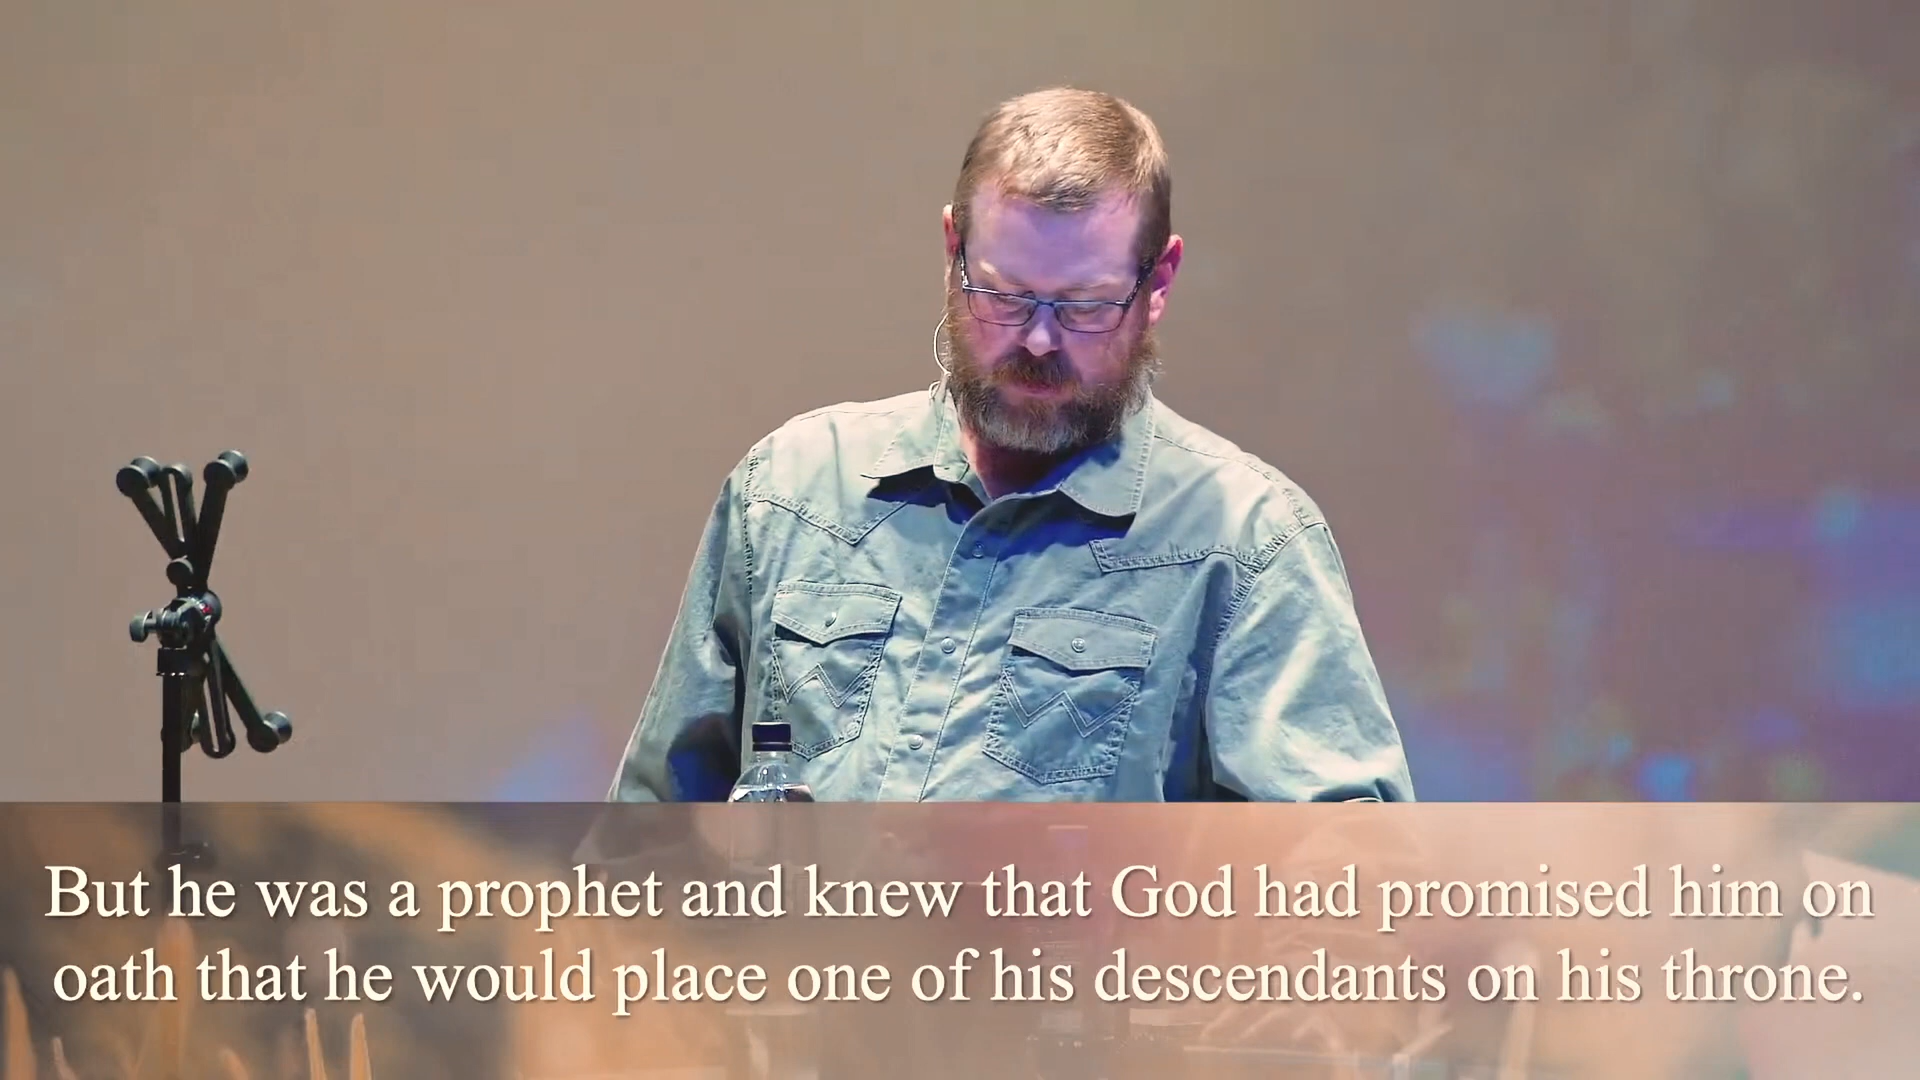 But he was a prophet and knew that God had promised him on
oath that he would place one of his descendants on his throne.